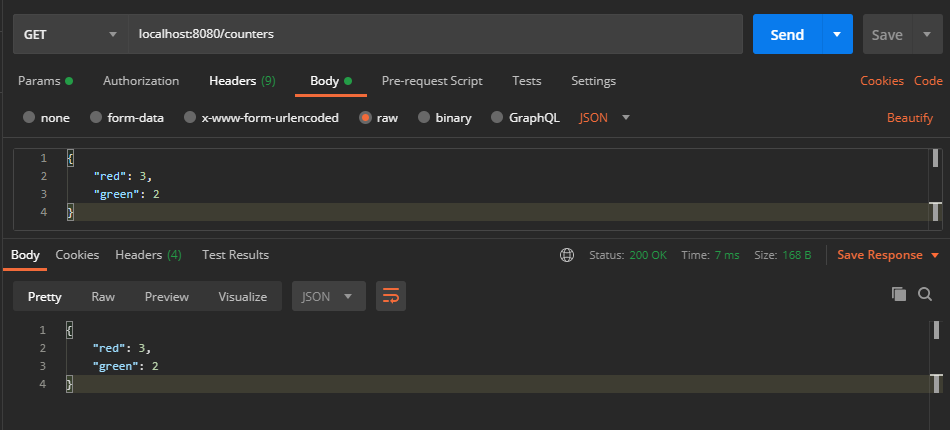 GET localhost:8080/counters Send Save
Params Authorization Headers (9) Body Pre-request Script Tests Settings Cookies Code
none form-data x-www-form-urlencoded raw binary GraphQL JSON Beautify
1 {
2 "red": 3,
3 "green": 2
4 }
Body Cookies Headers (4) Test Results Status: 200 OK Time: 7 ms Size: 168 B Save Response
Pretty Raw Preview Visualize JSON
1 {
2 "red": 3,
3 "green": 2
4 }